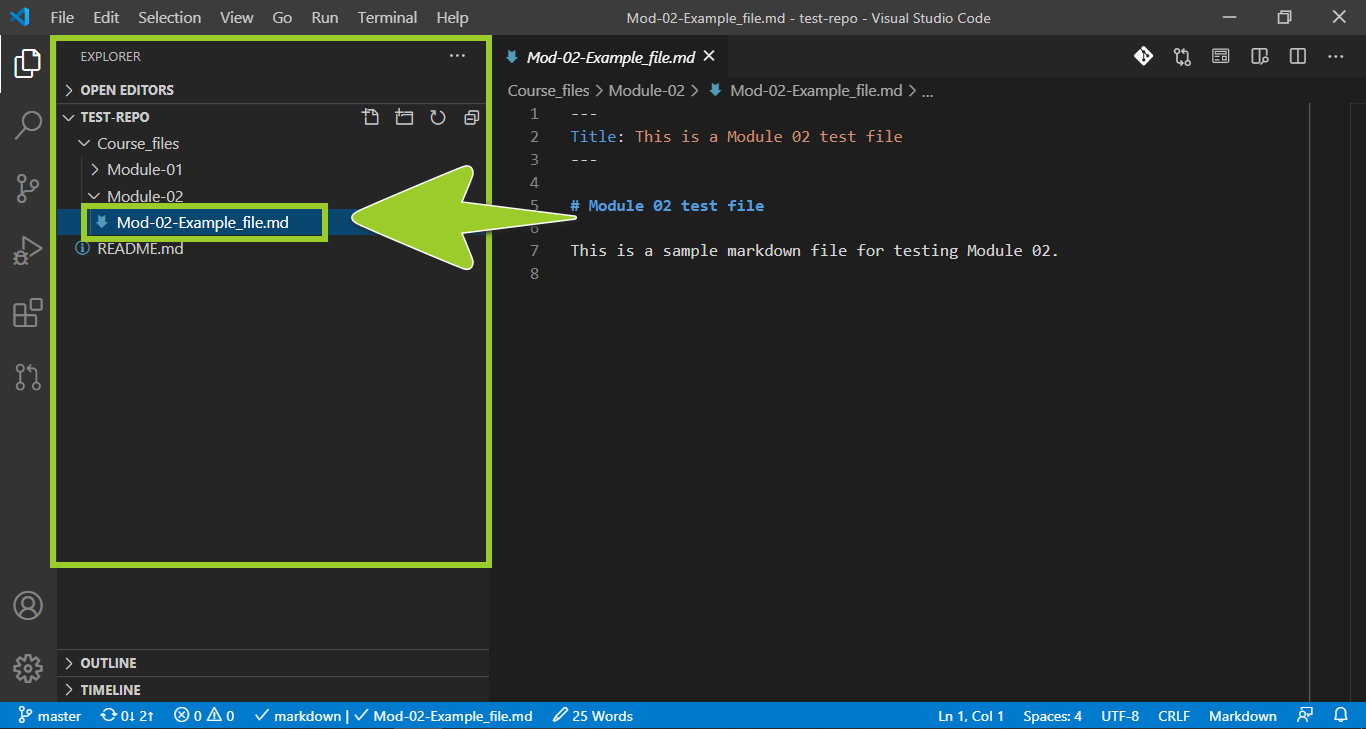 File Edit Selection View Go Run Terminal Help Mod-02-Example_file.md - test-repo - Visual Studio Code
EXPLORER
OPEN EDITORS
TEST-REPO
Course_files
Module-01
Module-02
Mod-02-Example_file.md
README.md
OUTLINE
TIMELINE
Mod-02-Example_file.md
Course_files > Module-02 > Mod-02-Example_file.md > ...
1 ---
2 Title: This is a Module 02 test file
3 ---
4
5 # Module 02 test file
6
7 This is a sample markdown file for testing Module 02.
8
master 0↓ 2↑ 0 0 markdown | Mod-02-Example_file.md 25 Words Ln 1, Col 1 Spaces: 4 UTF-8 CRLF Markdown